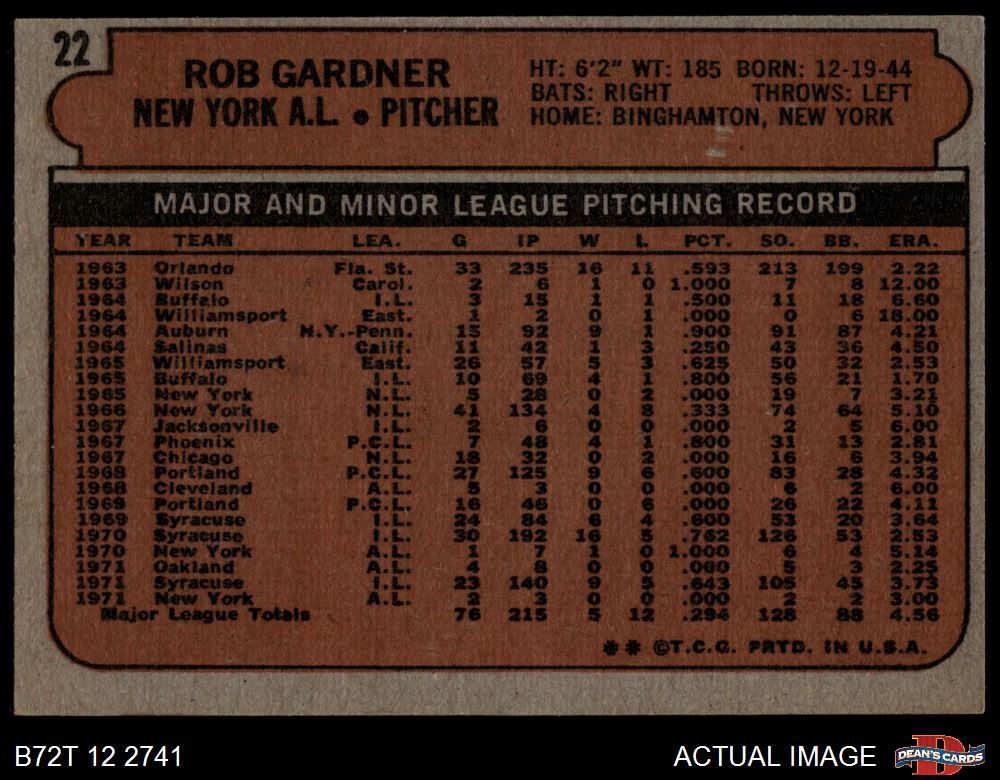 22
ROB GARDNER
NEW YORK A.L. ● PITCHER
HT: 6'2" WT: 185 BORN: 12-19-44
BATS: RIGHT THROWS: LEFT
HOME: BINGHAMTON, NEW YORK
MAJOR AND MINOR LEAGUE PITCHING RECORD
YEAR TEAM LEA. G IP W L PCT. SO. BB. ERA.
1963 Orlando Fla. St. 33 235 16 11 .593 213 199 2.22
1963 Wilson Carol. 2 6 1 0 1.000 7 8 12.00
1964 Buffalo I.L. 3 15 1 1 .500 11 18 6.60
1964 Williamsport East. 1 2 0 1 .000 0 6 18.00
1964 Auburn N.Y.-Penn. 15 92 9 1 .900 91 87 4.21
1964 Salinas Calif. 11 42 1 3 .250 43 36 4.50
1965 Williamsport East. 26 57 5 3 .625 50 32 2.53
1965 Buffalo I.L. 10 69 4 1 .800 56 21 1.70
1965 New York N.L. 5 28 0 2 .000 19 7 3.21
1966 New York N.L. 41 134 4 8 .333 74 64 5.10
1967 Jacksonville I.L. 2 6 0 0 .000 2 5 6.00
1967 Phoenix P.C.L. 7 48 4 1 .800 31 13 2.81
1967 Chicago N.L. 18 32 0 2 .000 16 6 3.94
1968 Portland P.C.L. 27 125 9 6 .600 83 28 4.32
1968 Cleveland A.L. 5 3 0 0 .000 6 2 6.00
1969 Portland P.C.L. 16 46 0 6 .000 26 22 4.11
1969 Syracuse I.L. 24 84 6 4 .600 53 20 3.64
1970 Syracuse I.L. 30 192 16 5 .762 126 53 2.53
1970 New York A.L. 1 7 1 0 1.000 6 4 5.14
1971 Oakland A.L. 4 8 0 0 .000 5 3 2.25
1971 Syracuse I.L. 23 140 9 5 .643 105 45 3.73
1971 New York A.L. 2 3 0 0 .000 2 2 3.00
Major League Totals 76 215 5 12 .294 128 88 4.56
** ©T.C.G. PRTD. IN U.S.A.
B72T 12 2741
ACTUAL IMAGE
DEAN'S CARDS